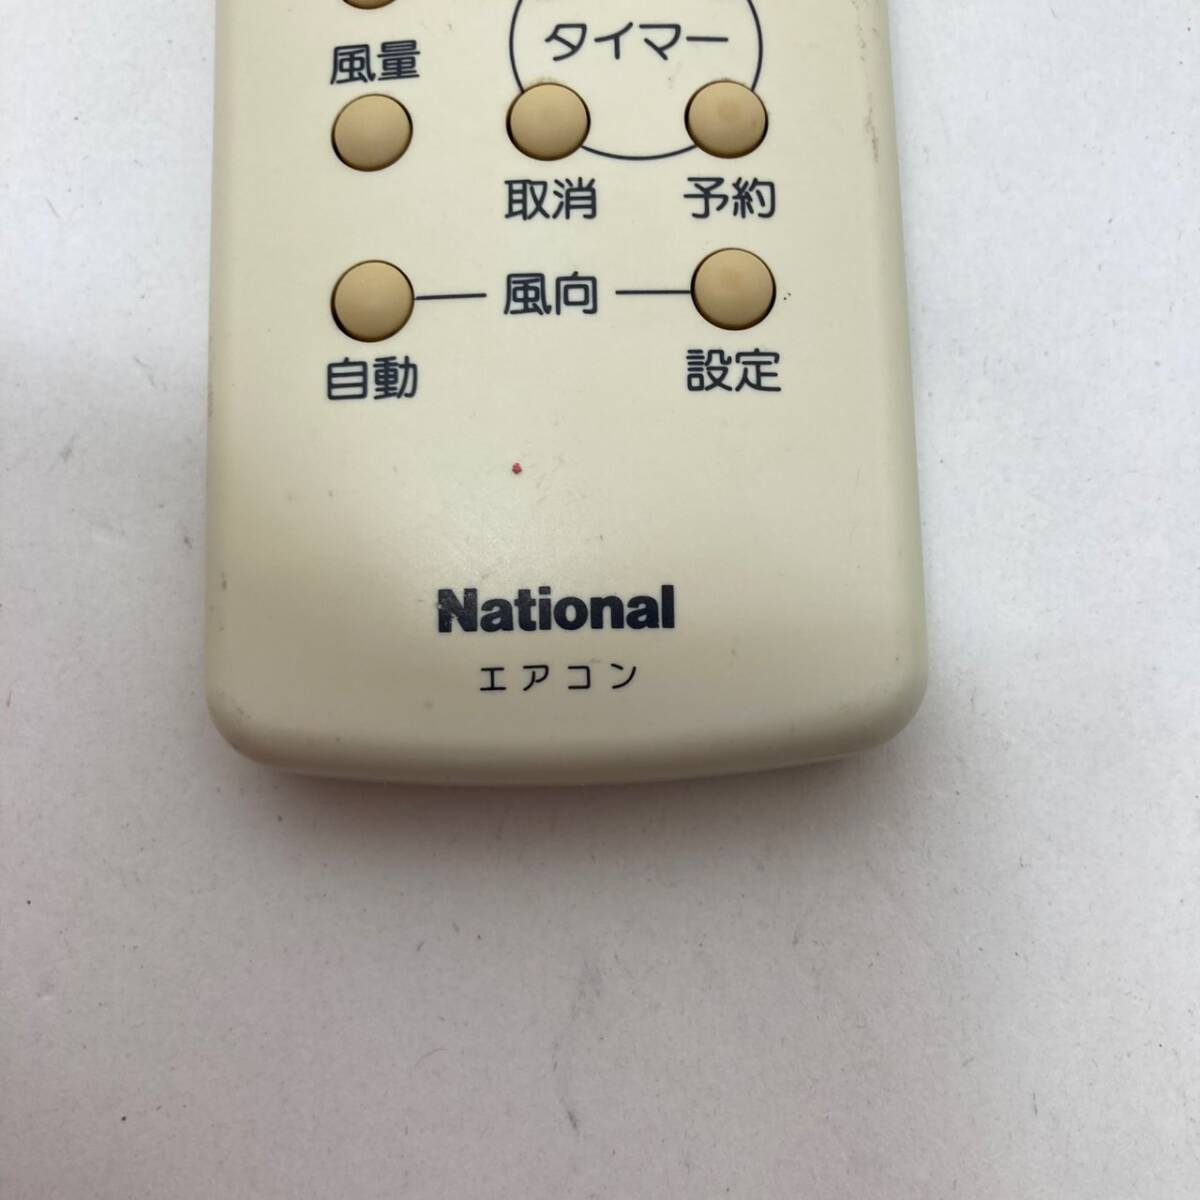 タイマー
風量
取消 予約
風向
自動 設定
National
エアコン